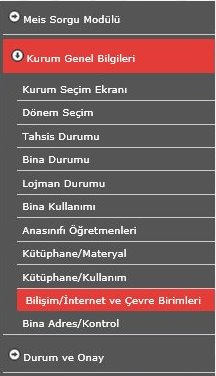 Meis Sorgu Modülü
Kurum Genel Bilgileri
Kurum Seçim Ekranı
Dönem Seçim
Tahsis Durumu
Bina Durumu
Lojman Durumu
Bina Kullanımı
Anasınıfı Öğretmenleri
Kütüphane/Materyal
Kütüphane/Kullanım
Bilişim/İnternet ve Çevre Birimleri
Bina Adres/Kontrol
Durum ve Onay